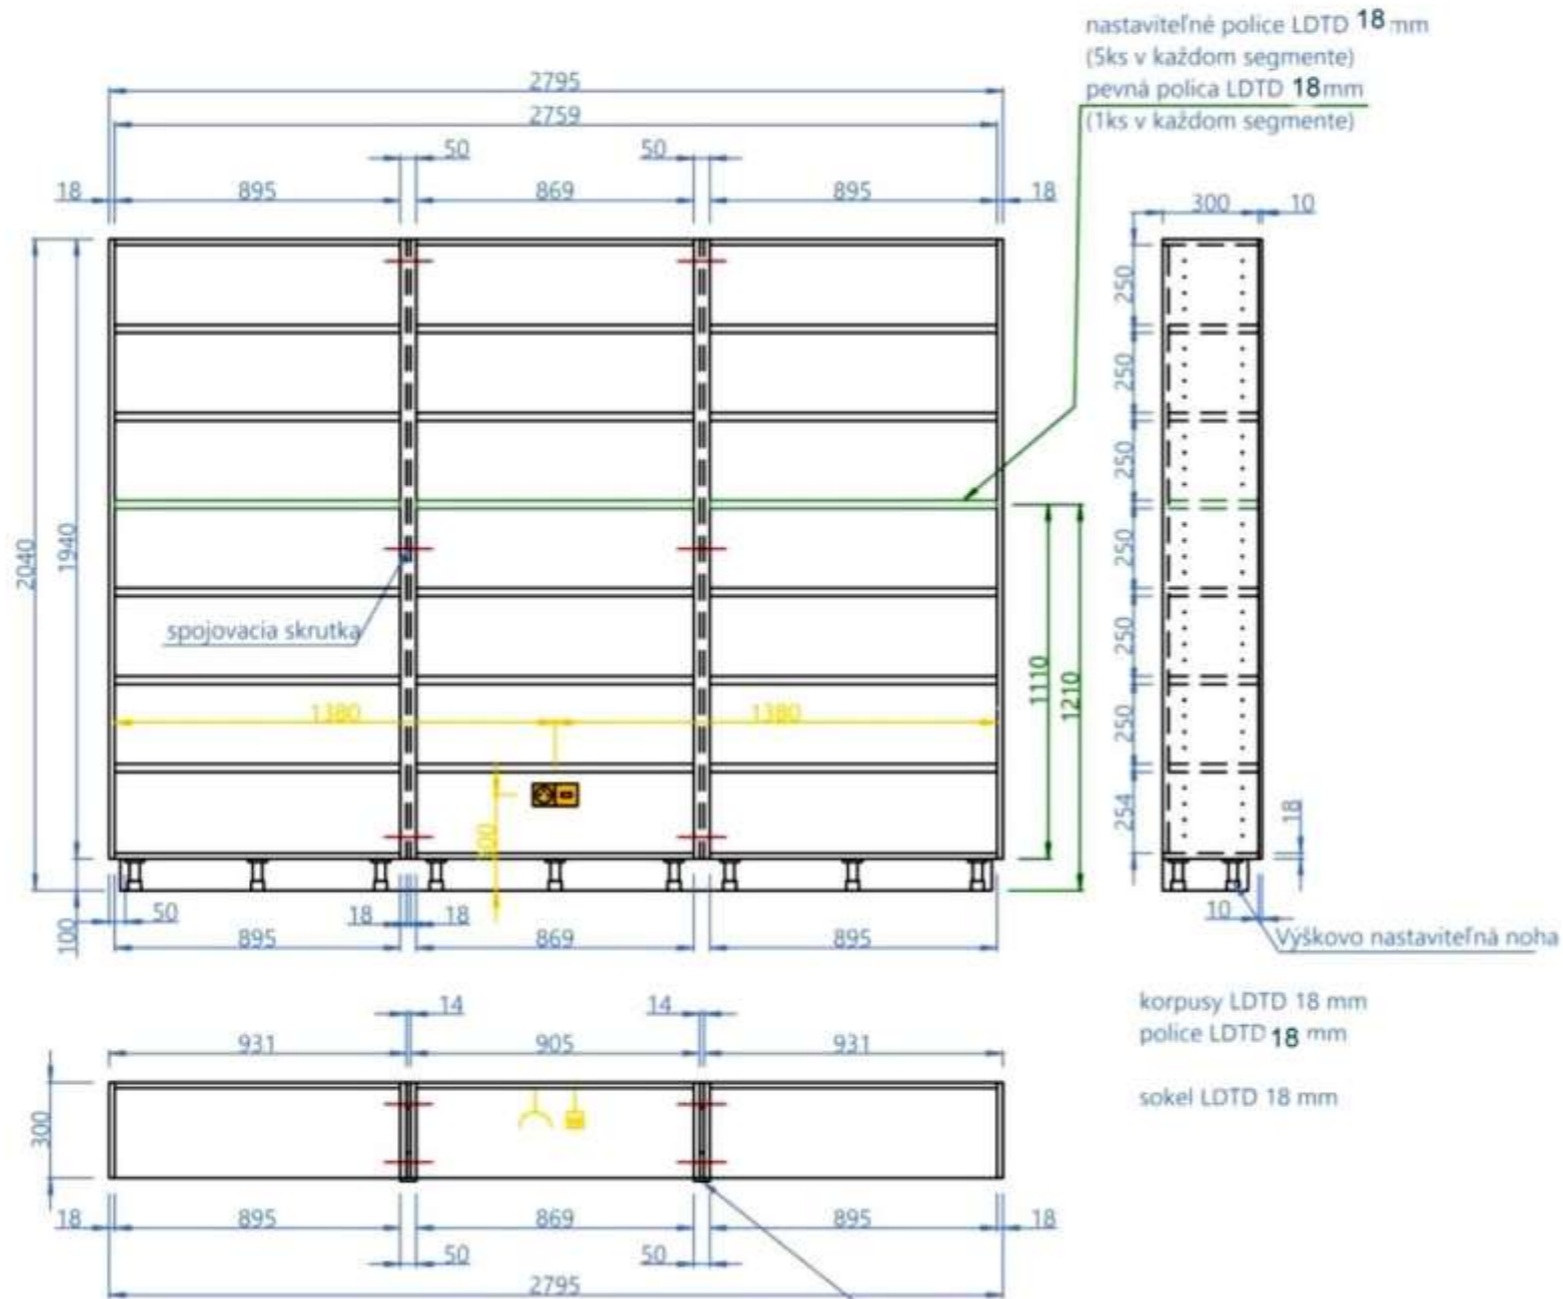 nastaviteľné police LDTD 18 mm
(5ks v každom segmente)
pevná polica LDTD 18mm
(1ks v každom segmente)
2795
2759
50 50
18 895 869 895 18
300 10
250
250
250
250
250
250
254
18
10
2040
1940
spojovacia skrutka
1110
1210
1380 1380
100
50 18 18
895 869 895
Výškovo nastaviteľná noha
korpusy LDTD 18 mm
police LDTD 18 mm
sokel LDTD 18 mm
14 14
931 905 931
300
18 895 869 895 18
50 50
2795